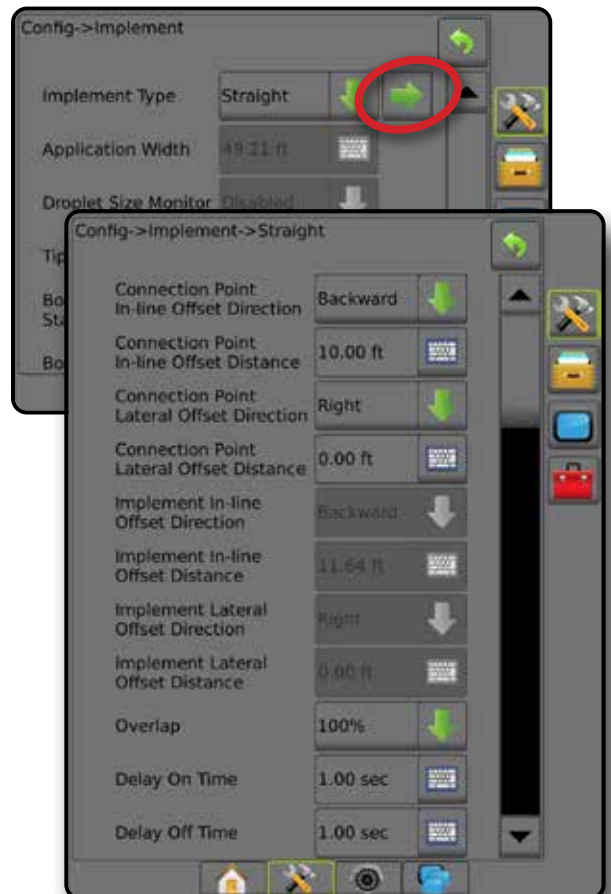 Config->Implement
Implement Type Straight
Application Width 49.21 ft
Droplet Size Monitor Disabled
Tip
Bo
Sta
Bo
Config->Implement->Straight
Connection Point
In-line Offset Direction Backward
Connection Point
In-line Offset Distance 10.00 ft
Connection Point
Lateral Offset Direction Right
Connection Point
Lateral Offset Distance 0.00 ft
Implement In-line
Offset Direction Backward
Implement In-line
Offset Distance 11.64 ft
Implement Lateral
Offset Direction Right
Implement Lateral
Offset Distance 0.00 ft
Overlap 100%
Delay On Time 1.00 sec
Delay Off Time 1.00 sec